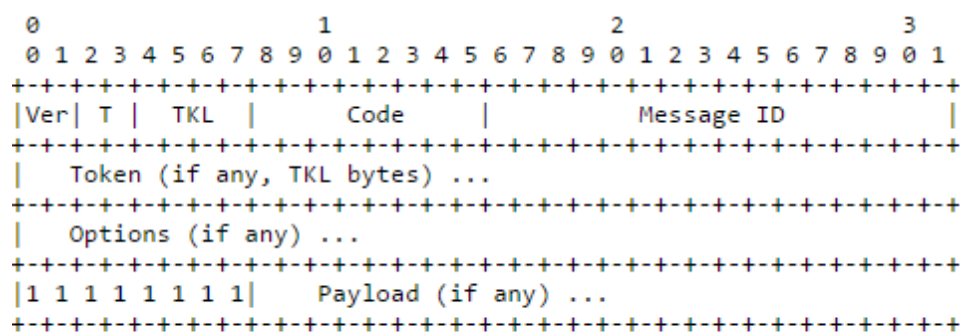 0                   1                   2                   3
 0 1 2 3 4 5 6 7 8 9 0 1 2 3 4 5 6 7 8 9 0 1 2 3 4 5 6 7 8 9 0 1
+-+-+-+-+-+-+-+-+-+-+-+-+-+-+-+-+-+-+-+-+-+-+-+-+-+-+-+-+-+-+-+-+
|Ver| T |  TKL  |      Code     |          Message ID           |
+-+-+-+-+-+-+-+-+-+-+-+-+-+-+-+-+-+-+-+-+-+-+-+-+-+-+-+-+-+-+-+-+
|   Token (if any, TKL bytes) ...
+-+-+-+-+-+-+-+-+-+-+-+-+-+-+-+-+-+-+-+-+-+-+-+-+-+-+-+-+-+-+-+-+
|   Options (if any) ...
+-+-+-+-+-+-+-+-+-+-+-+-+-+-+-+-+-+-+-+-+-+-+-+-+-+-+-+-+-+-+-+-+
|1 1 1 1 1 1 1 1|    Payload (if any) ...
+-+-+-+-+-+-+-+-+-+-+-+-+-+-+-+-+-+-+-+-+-+-+-+-+-+-+-+-+-+-+-+-+